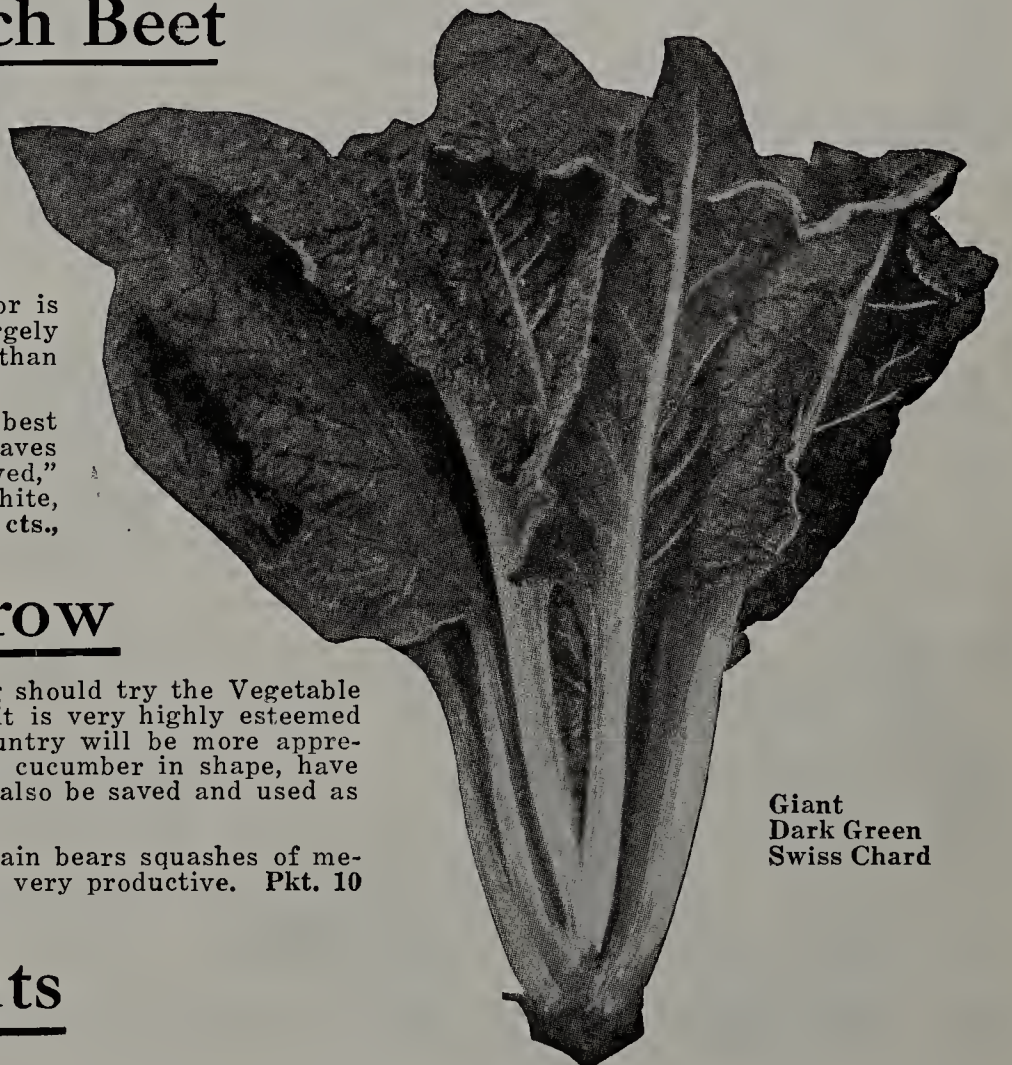 ch Beet
or is
rgely
than
best
aves
ved,”
hite,
cts.,
row
should try the Vegetable
t is very highly esteemed
untry will be more appre-
cucumber in shape, have
also be saved and used as
ain bears squashes of me-
very productive. Pkt. 10
Giant
Dark Green
Swiss Chard
ts